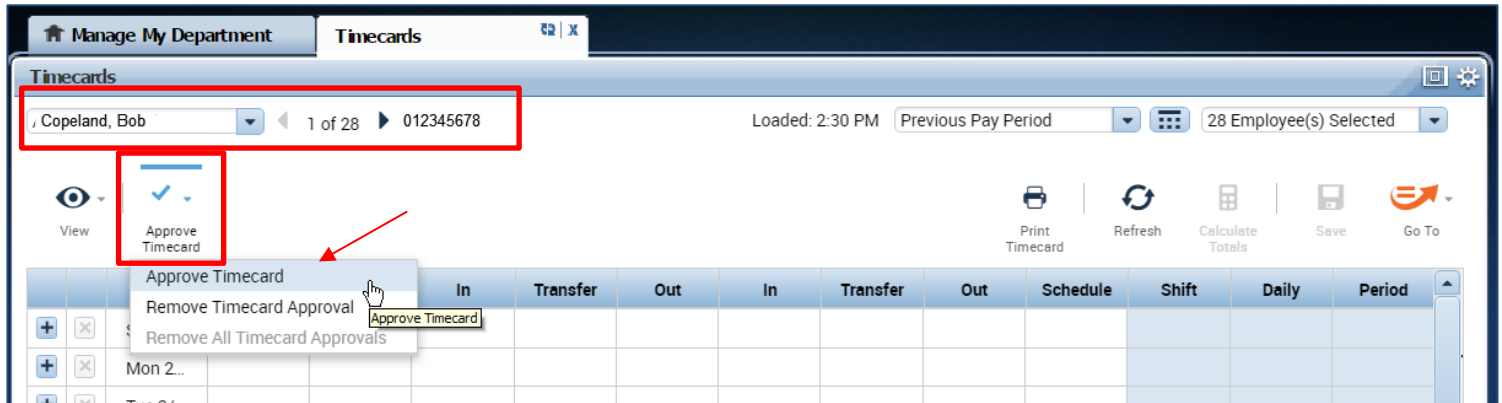 Manage My Department Timecards
Timecards
Copeland, Bob 1 of 28 012345678 Loaded: 2:30 PM Previous Pay Period 28 Employee(s) Selected
View Approve Timecard Print Timecard Refresh Calculate Totals Save Go To
Approve Timecard
In Transfer Out In Transfer Out Schedule Shift Daily Period
Remove Timecard Approval
Approve Timecard
Remove All Timecard Approvals
Mon 2...